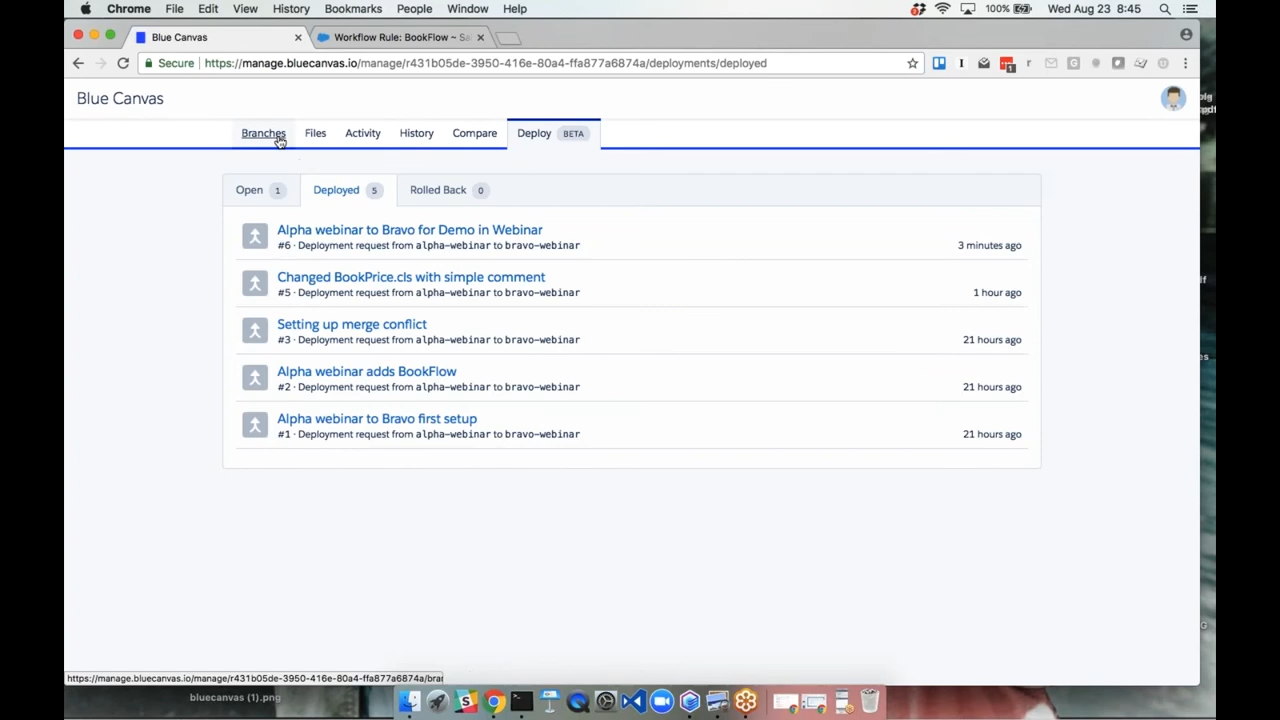 Chrome File Edit View History Bookmarks People Window Help 100% Wed Aug 23 8:45
Blue Canvas Workflow Rule: BookFlow ~ Sal
Secure https://manage.bluecanvas.io/manage/r431b05de-3950-416e-80a4-ffa877a6874a/deployments/deployed
Blue Canvas
Branches Files Activity History Compare Deploy BETA
Open 1 Deployed 5 Rolled Back 0
Alpha webinar to Bravo for Demo in Webinar
#6 · Deployment request from alpha-webinar to bravo-webinar 3 minutes ago
Changed BookPrice.cls with simple comment
#5 · Deployment request from alpha-webinar to bravo-webinar 1 hour ago
Setting up merge conflict
#3 · Deployment request from alpha-webinar to bravo-webinar 21 hours ago
Alpha webinar adds BookFlow
#2 · Deployment request from alpha-webinar to bravo-webinar 21 hours ago
Alpha webinar to Bravo first setup
#1 · Deployment request from alpha-webinar to bravo-webinar 21 hours ago
https://manage.bluecanvas.io/manage/r431b05de-3950-416e-80a4-ffa877a6874a/bra
bluecanvas (1).png